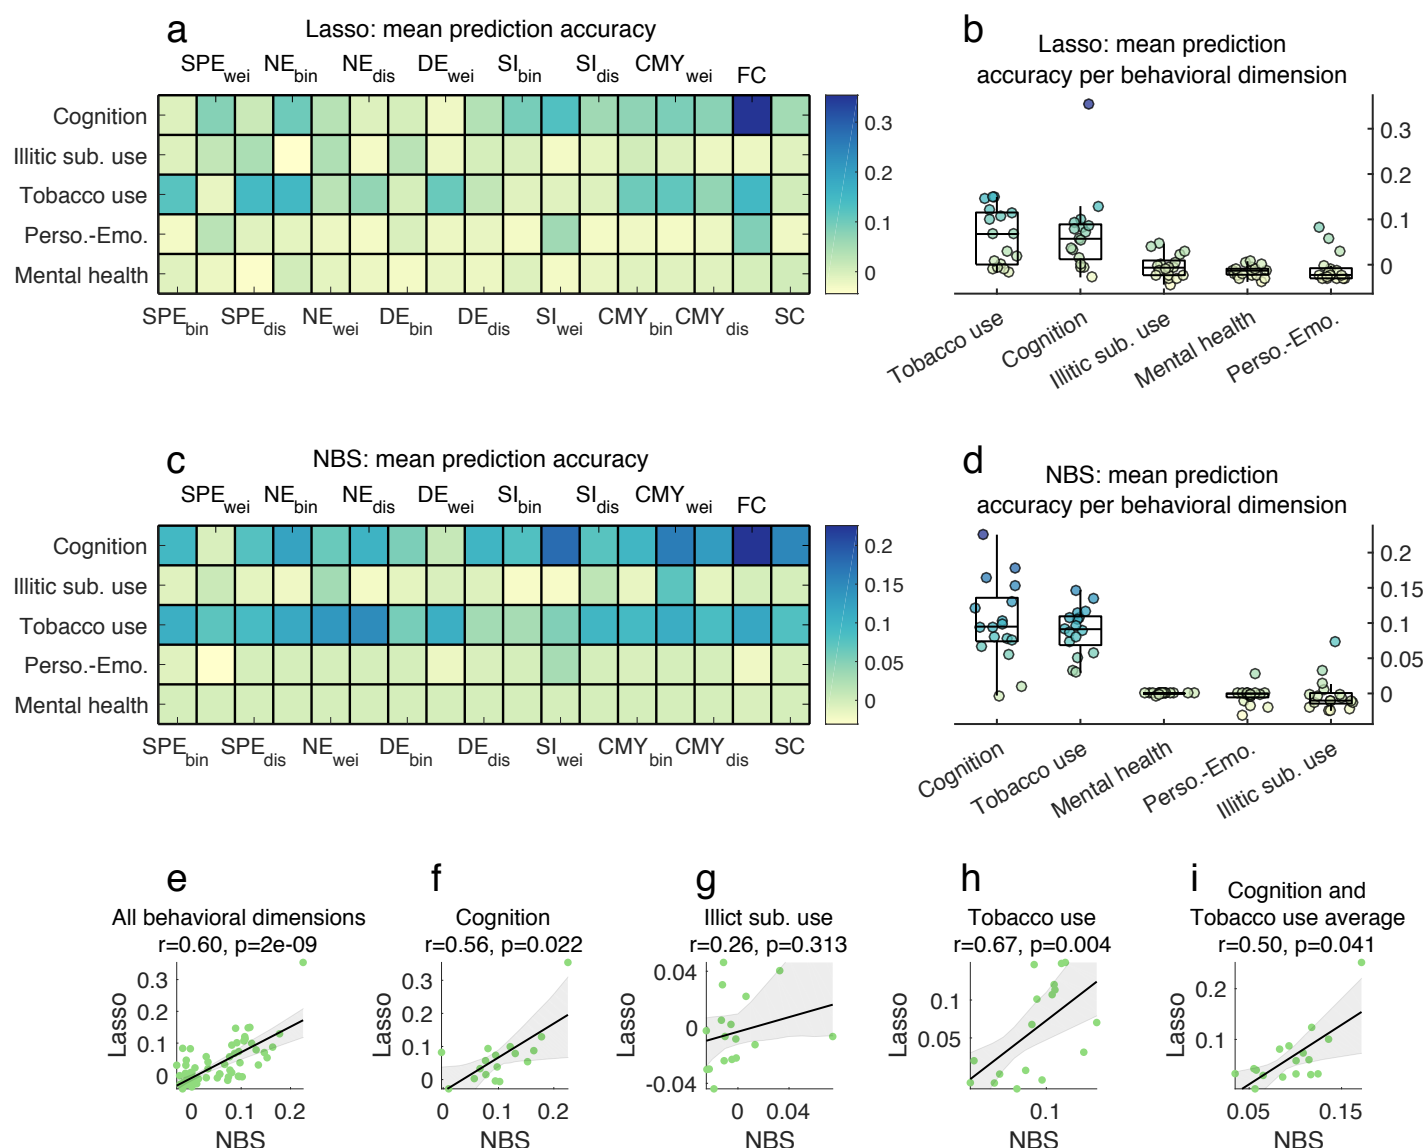 a
Lasso: mean prediction accuracy
SPEwei NEbin NEdis DEwei SIbin SIdis CMYwei FC
Cognition
Illitic sub. use
Tobacco use
Perso.-Emo.
Mental health
SPEbin SPEdis NEwei DEbin DEdis SIwei CMYbin CMYdis SC
0.3
0.2
0.1
0
b
Lasso: mean prediction
accuracy per behavioral dimension
0.3
0.2
0.1
0
Tobacco use
Cognition
Illitic sub. use
Mental health
Perso.-Emo.
c
NBS: mean prediction accuracy
SPEwei NEbin NEdis DEwei SIbin SIdis CMYwei FC
Cognition
Illitic sub. use
Tobacco use
Perso.-Emo.
Mental health
SPEbin SPEdis NEwei DEbin DEdis SIwei CMYbin CMYdis SC
0.2
0.15
0.1
0.05
0
d
NBS: mean prediction
accuracy per behavioral dimension
0.2
0.15
0.1
0.05
0
Cognition
Tobacco use
Mental health
Perso.-Emo.
Illitic sub. use
e
All behavioral dimensions
r=0.60, p=2e-09
Lasso
0.3
0.2
0.1
0
0 0.1 0.2
NBS
f
Cognition
r=0.56, p=0.022
Lasso
0.3
0.2
0.1
0
0 0.1 0.2
NBS
g
Illict sub. use
r=0.26, p=0.313
Lasso
0.04
0
-0.04
0 0.04
NBS
h
Tobacco use
r=0.67, p=0.004
Lasso
0.1
0.05
0.1
NBS
i
Cognition and
Tobacco use average
r=0.50, p=0.041
Lasso
0.2
0.1
0.05 0.15
NBS